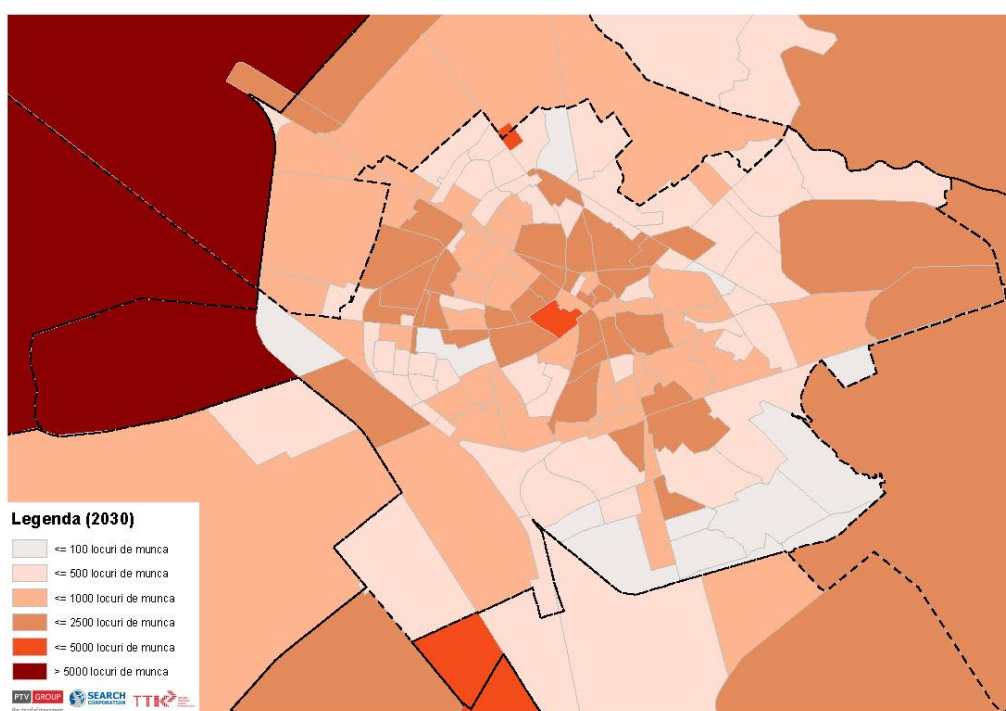 Legenda (2030)
<= 100 locuri de munca
<= 500 locuri de munca
<= 1000 locuri de munca
<= 2500 locuri de munca
<= 5000 locuri de munca
> 5000 locuri de munca
PTV GROUP
SEARCH
CORPORATION
TTK